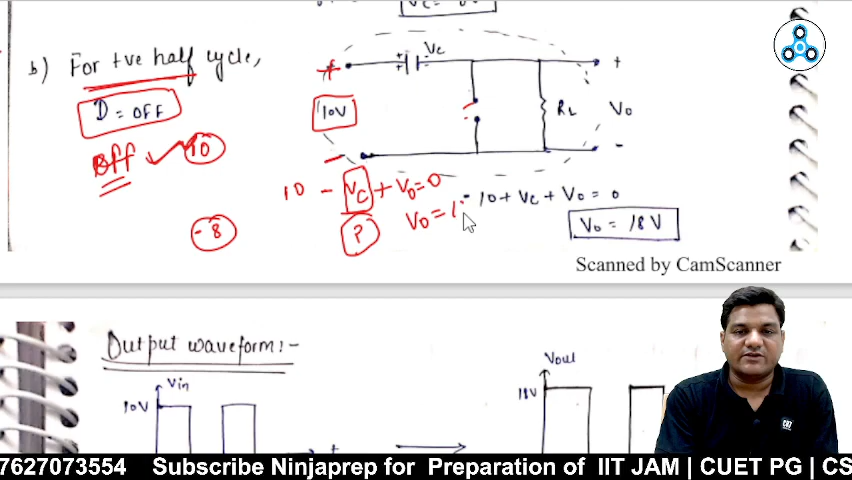 b) For +ve half cycle,
D = OFF
off
10
-8
10V
Vc
RL
Vo
10 - Vc + Vo = 0
?
Vo = 1
- 10 + Vc + Vo = 0
Vo = 18 V
Scanned by CamScanner
Output waveform:-
Vin
10V
t
Vout
18V
7627073554 Subscribe Ninjaprep for Preparation of IIT JAM | CUET PG | CS